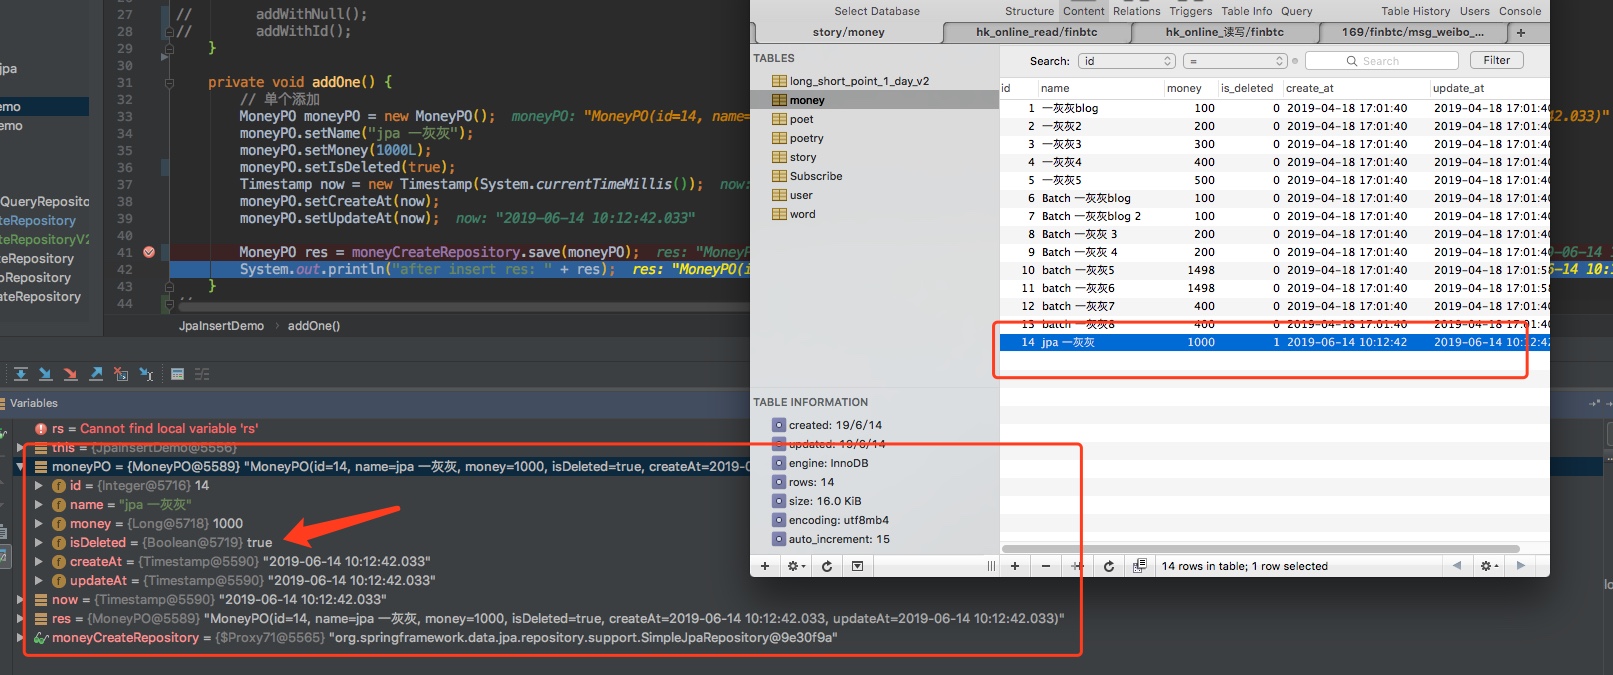 27 //        addWithNull();
28 //        addWithId();
29 }
30
31 private void addOne() {
32 // 单个添加
33 MoneyPO moneyPO = new MoneyPO();  moneyPO: "MoneyPO(id=14, name=
34 moneyPO.setName("jpa 一灰灰");
35 moneyPO.setMoney(1000L);
36 moneyPO.setIsDeleted(true);
37 Timestamp now = new Timestamp(System.currentTimeMillis());  now:
38 moneyPO.setCreateAt(now);
39 moneyPO.setUpdateAt(now);  now: "2019-06-14 10:12:42.033"
40
41 MoneyPO res = moneyCreateRepository.save(moneyPO);  res: "MoneyP
42 System.out.println("after insert res: " + res);  res: "MoneyPO(i
43 }
44
jpa
emo
emo
QueryReposito
teRepository
teRepositoryV2
teRepository
oRepository
ateRepository
JpaInsertDemo › addOne()
Select Database
Structure Content Relations Triggers Table Info Query
Table History Users Console
story/money
hk_online_read/finbtc
hk_online_读写/finbtc
169/finbtc/msg_weibo_...
+
TABLES
long_short_point_1_day_v2
money
poet
poetry
story
Subscribe
user
word
Search: id = Search Filter
id name money is_deleted create_at update_at
1 一灰灰blog 100 0 2019-04-18 17:01:40 2019-04-18 17:01:40
2 一灰灰2 200 0 2019-04-18 17:01:40 2019-04-18 17:01:40
3 一灰灰3 300 0 2019-04-18 17:01:40 2019-04-18 17:01:40
4 一灰灰4 400 0 2019-04-18 17:01:40 2019-04-18 17:01:40
5 一灰灰5 500 0 2019-04-18 17:01:40 2019-04-18 17:01:40
6 Batch 一灰灰blog 100 0 2019-04-18 17:01:40 2019-04-18 17:01:40
7 Batch 一灰灰blog 2 100 0 2019-04-18 17:01:40 2019-04-18 17:01:40
8 Batch 一灰灰 3 200 0 2019-04-18 17:01:40 2019-04-18 17:01:40
9 Batch 一灰灰 4 200 0 2019-04-18 17:01:40 2019-04-18 17:01:40
10 batch 一灰灰5 1498 0 2019-04-18 17:01:40 2019-04-18 17:01:58
11 batch 一灰灰6 1498 0 2019-04-18 17:01:40 2019-04-18 17:01:58
12 batch 一灰灰7 400 0 2019-04-18 17:01:40 2019-04-18 17:01:40
13 batch 一灰灰8 400 0 2019-04-18 17:01:40 2019-04-18 17:01:40
14 jpa 一灰灰 1000 1 2019-06-14 10:12:42 2019-06-14 10:12:42
TABLE INFORMATION
created: 19/6/14
updated: 19/6/14
engine: InnoDB
rows: 14
size: 16.0 KiB
encoding: utf8mb4
auto_increment: 15
14 rows in table; 1 row selected
2.033)"
Variables
rs = Cannot find local variable 'rs'
this = {JpaInsertDemo@5556}
moneyPO = {MoneyPO@5589} "MoneyPO(id=14, name=jpa 一灰灰, money=1000, isDeleted=true, createAt=2019-0
id = {Integer@5716} 14
name = "jpa 一灰灰"
money = {Long@5718} 1000
isDeleted = {Boolean@5719} true
createAt = {Timestamp@5590} "2019-06-14 10:12:42.033"
updateAt = {Timestamp@5590} "2019-06-14 10:12:42.033"
now = {Timestamp@5590} "2019-06-14 10:12:42.033"
res = {MoneyPO@5589} "MoneyPO(id=14, name=jpa 一灰灰, money=1000, isDeleted=true, createAt=2019-06-14 10:12:42.033, updateAt=2019-06-14 10:12:42.033)"
moneyCreateRepository = {$Proxy71@5565} "org.springframework.data.jpa.repository.support.SimpleJpaRepository@9e30f9a"